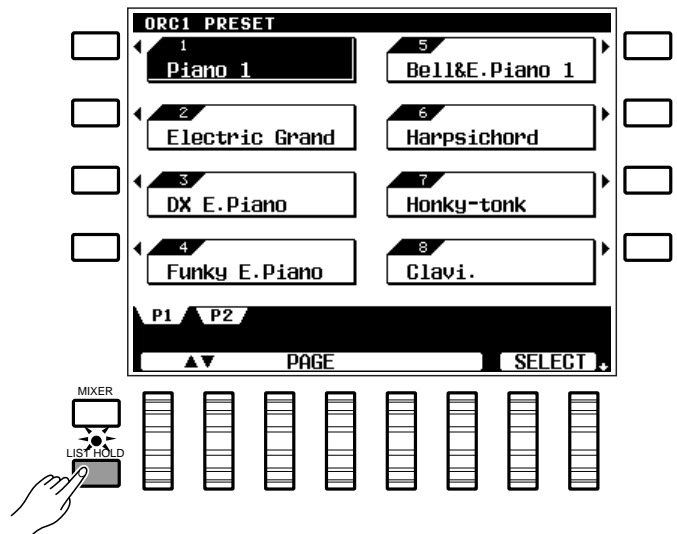 ORC1 PRESET
1
Piano 1
5
Bell&E.Piano 1
2
Electric Grand
6
Harpsichord
3
DX E.Piano
7
Honky-tonk
4
Funky E.Piano
8
Clavi.
P1 P2
▲▼ PAGE SELECT
MIXER
LIST HOLD